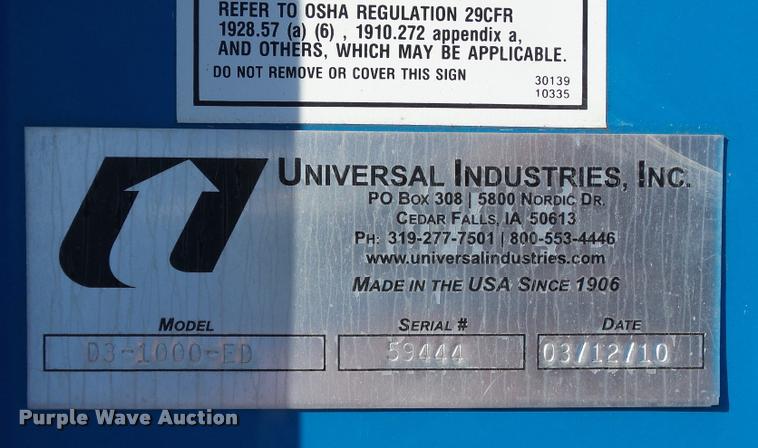 REFER TO OSHA REGULATION 29CFR
1928.57 (a) (6) , 1910.272 appendix a,
AND OTHERS, WHICH MAY BE APPLICABLE.
DO NOT REMOVE OR COVER THIS SIGN
30139
10335
UNIVERSAL INDUSTRIES, INC.
PO BOX 308 | 5800 NORDIC DR.
CEDAR FALLS, IA 50613
PH: 319-277-7501 | 800-553-4446
www.universalindustries.com
MADE IN THE USA SINCE 1906
MODEL SERIAL # DATE
D3-1000-ED 59444 03/12/10
Purple Wave Auction